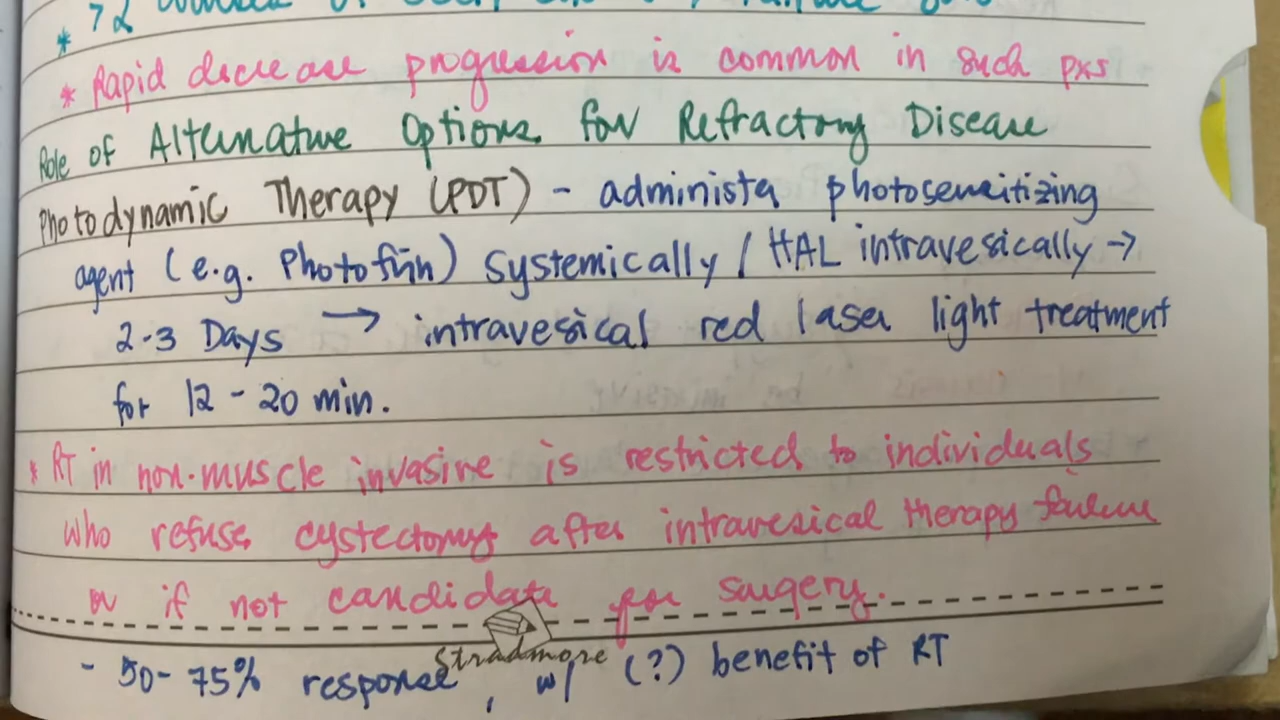 * 72
* Rapid disease progression is common in such pxs
Role of Alternative Options for Refractory Disease
Photodynamic Therapy (PDT) - administer photosensitizing
agent (e.g. Photofrin) systemically / HAL intravesically →
2-3 Days → intravesical red laser light treatment
for 12 - 20 min.
* RT in non-muscle invasive is restricted to individuals
who refuse cystectomy after intravesical therapy failure
or if not candidate for surgery.
Stradmore
- 50-75% response, w/ (?) benefit of RT